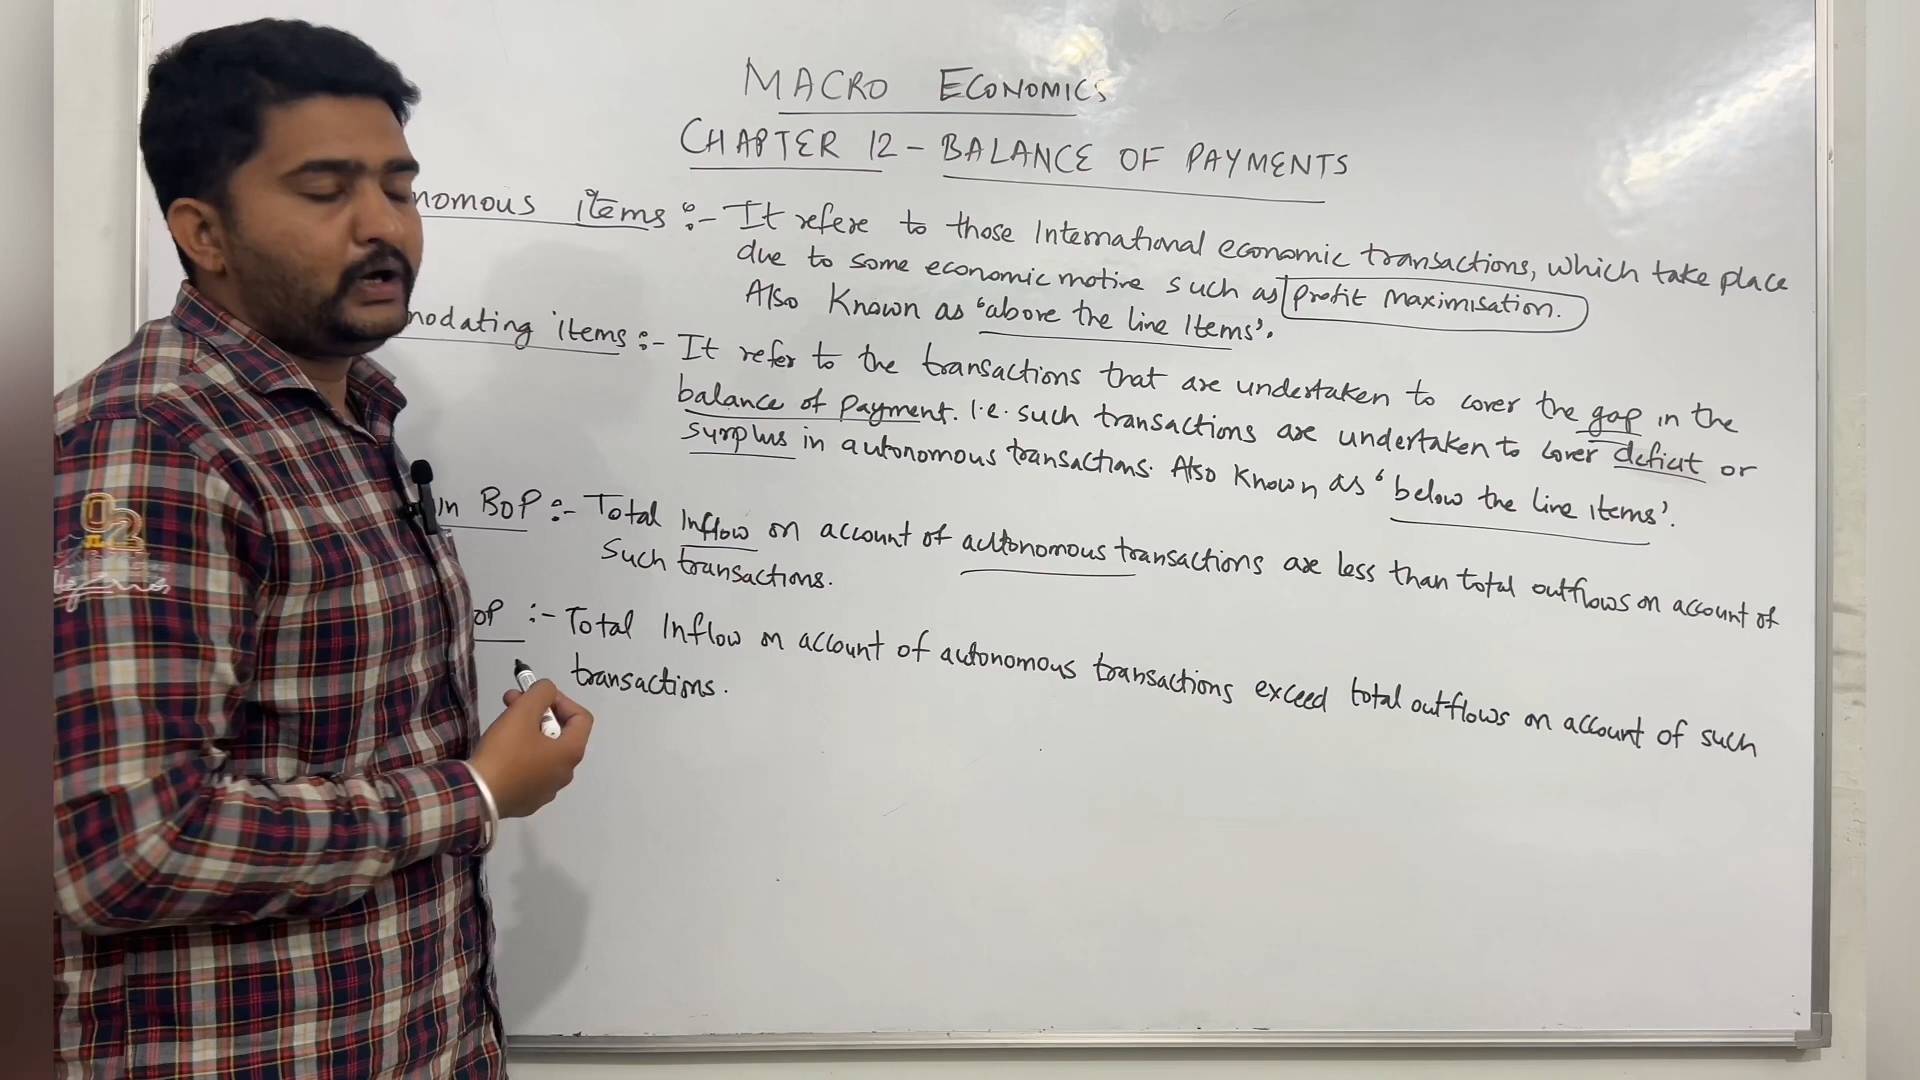 MACRO ECONOMICS
CHAPTER 12 - BALANCE OF PAYMENTS
nomous items :- It refere to those International economic transactions, which take place
due to some economic motive such as profit maximisation.
Also Known as 'above the line Items'.
modating items :- It refer to the transactions that are undertaken to cover the gap in the
balance of payment. i.e. such transactions are undertaken to cover deficit or
surplus in autonomous transactions. Also Known as 'below the line items'.
in BOP :- Total Inflow on account of autonomous transactions are less than total outflows on account of
Such transactions.
OP :- Total Inflow on account of autonomous transactions exceed total outflows on account of such
transactions.